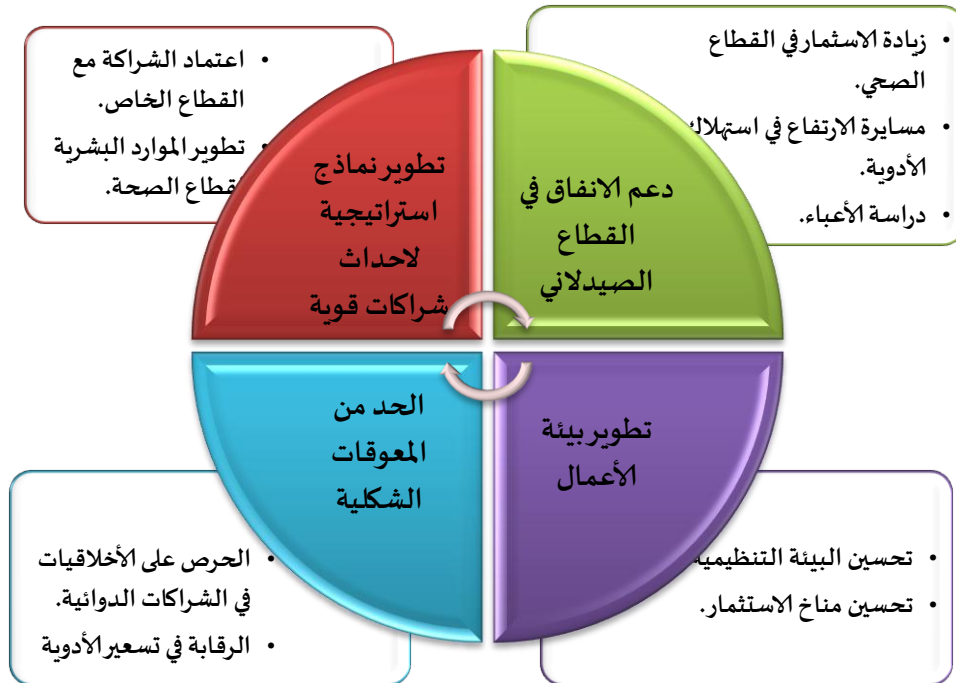 زيادة الاسثمار في القطاع
الصحي.
مسايرة الارتفاع في استهلاك
الأدوية.
دراسة الأعباء.
دعم الانفاق في
القطاع
الصيدلاني
اعتماد الشراكة مع
القطاع الخاص.
تطوير الموارد البشرية
لقطاع الصحة.
تطوير نماذج
استراتيجية
لاحداث
شراكات قوية
تطوير بيئة
الأعمال
تحسين البيئة التنظيمية
تحسين مناخ الاستثمار.
الحد من
المعوقات
الشكلية
الحرص على الأخلاقيات
في الشراكات الدوائية.
الرقابة في تسعير الأدوية